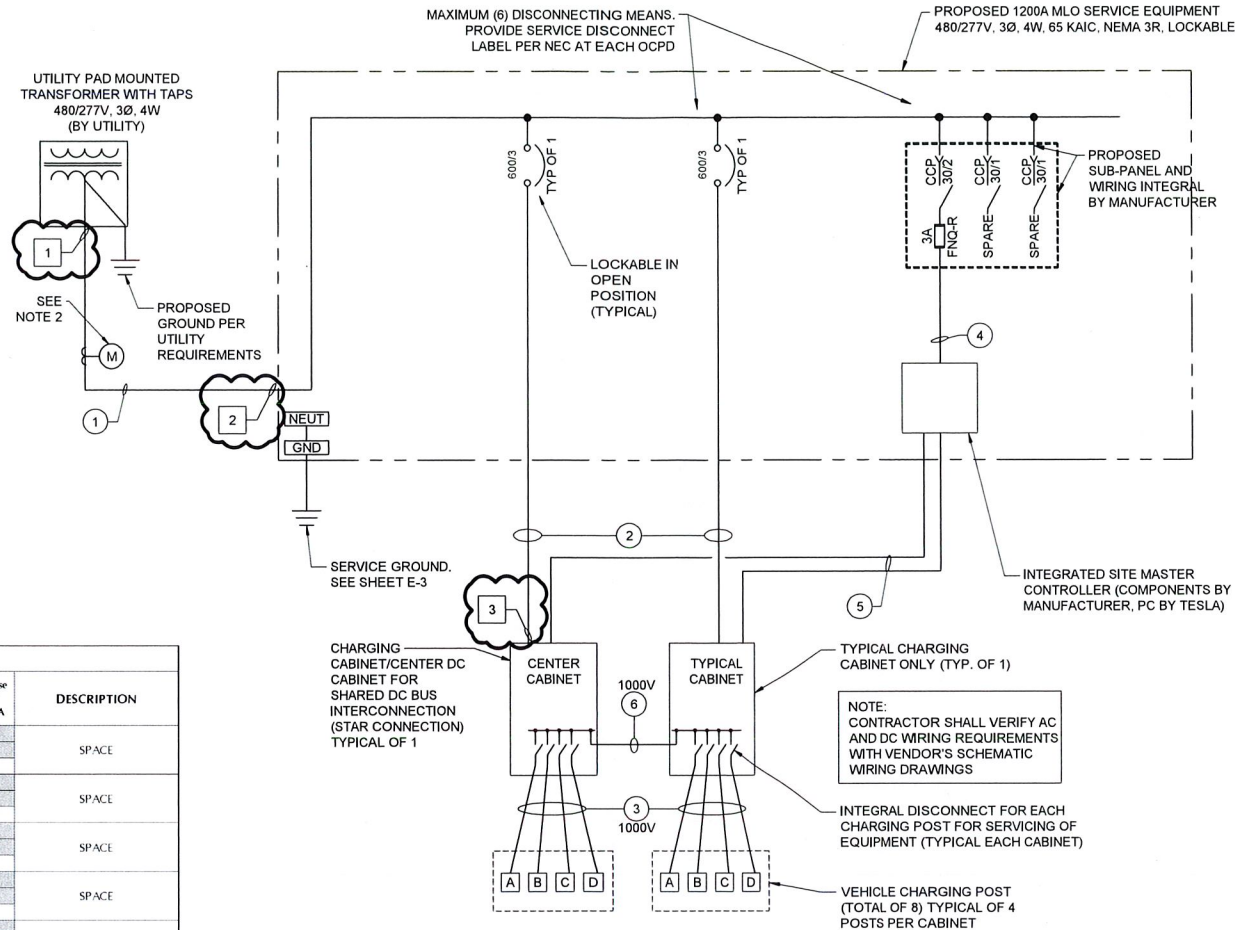 MAXIMUM (6) DISCONNECTING MEANS.
PROVIDE SERVICE DISCONNECT
LABEL PER NEC AT EACH OCPD
PROPOSED 1200A MLO SERVICE EQUIPMENT
480/277V, 3Ø, 4W, 65 KAIC, NEMA 3R, LOCKABLE
UTILITY PAD MOUNTED
TRANSFORMER WITH TAPS
480/277V, 3Ø, 4W
(BY UTILITY)
1
SEE
NOTE 2
M
PROPOSED
GROUND PER
UTILITY
REQUIREMENTS
1
2
NEUT
GND
600/3
TYP OF 1
600/3
TYP OF 1
LOCKABLE IN
OPEN
POSITION
(TYPICAL)
CCP
30/2
CCP
30/1
CCP
30/1
3A
FNQ-R
SPARE
SPARE
PROPOSED
SUB-PANEL AND
WIRING INTEGRAL
BY MANUFACTURER
4
2
SERVICE GROUND.
SEE SHEET E-3
5
INTEGRATED SITE MASTER
CONTROLLER (COMPONENTS BY
MANUFACTURER, PC BY TESLA)
3
CHARGING
CABINET/CENTER DC
CABINET FOR
SHARED DC BUS
INTERCONNECTION
(STAR CONNECTION)
TYPICAL OF 1
CENTER
CABINET
1000V
6
TYPICAL
CABINET
TYPICAL CHARGING
CABINET ONLY (TYP. OF 1)
NOTE:
CONTRACTOR SHALL VERIFY AC
AND DC WIRING REQUIREMENTS
WITH VENDOR'S SCHEMATIC
WIRING DRAWINGS
3
1000V
INTEGRAL DISCONNECT FOR EACH
CHARGING POST FOR SERVICING OF
EQUIPMENT (TYPICAL EACH CABINET)
A B C D
A B C D
VEHICLE CHARGING POST
(TOTAL OF 8) TYPICAL OF 4
POSTS PER CABINET
A
DESCRIPTION
SPACE
SPACE
SPACE
SPACE